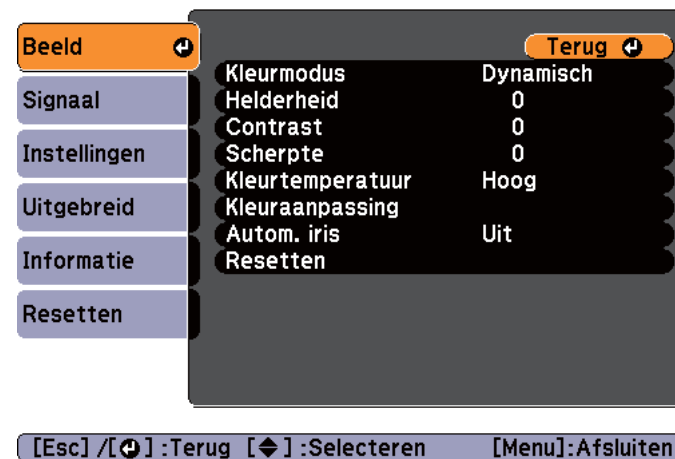 Beeld
Signaal
Instellingen
Uitgebreid
Informatie
Resetten
Terug
Kleurmodus Dynamisch
Helderheid 0
Contrast 0
Scherpte 0
Kleurtemperatuur Hoog
Kleuraanpassing
Autom. iris Uit
Resetten
[Esc] /[⏎] :Terug [◆] :Selecteren [Menu]:Afsluiten